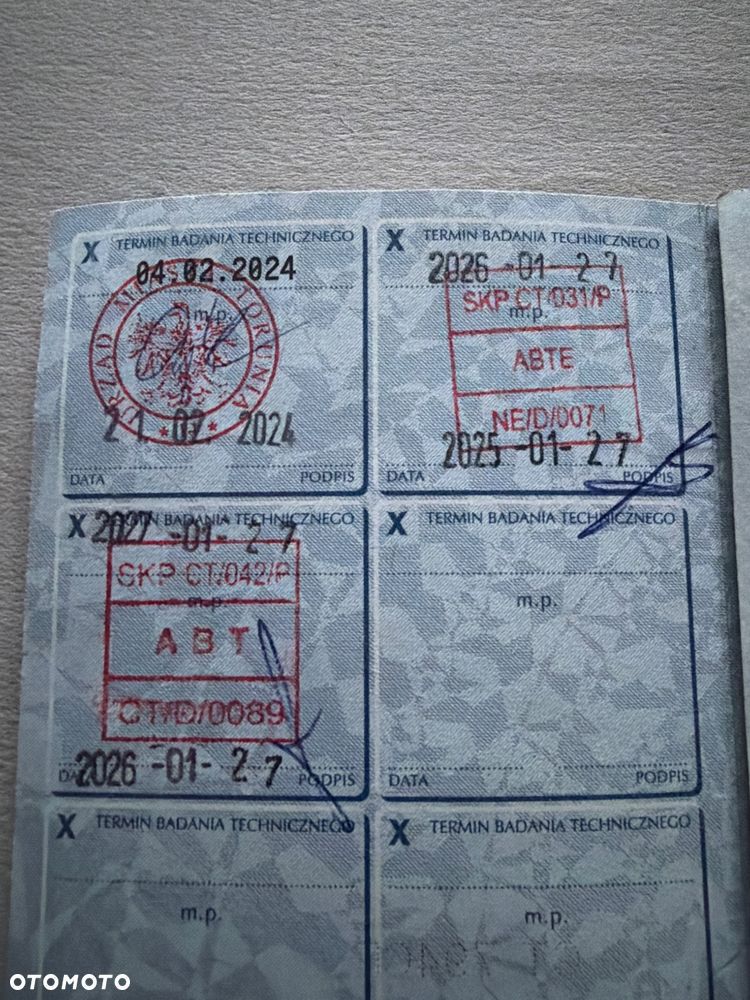 X TERMIN BADANIA TECHNICZNEGO
04.02.2024
m.p.
URZĄD MIASTA TORUNIA
21. 02. 2024
DATA PODPIS
X TERMIN BADANIA TECHNICZNEGO
2026 -01- 27
SKP CT/031/P
m.p.
ABTE
NE/D/0071
2025 -01- 27
DATA PODPIS
X TERMIN BADANIA TECHNICZNEGO
2027 -01- 27
SKP CT/042/P
m.p.
ABT
CT/D/0089
2026 -01- 27
DATA PODPIS
X TERMIN BADANIA TECHNICZNEGO
m.p.
DATA PODPIS
X TERMIN BADANIA TECHNICZNEGO
m.p.
X TERMIN BADANIA TECHNICZNEGO
m.p.
OTOMOTO